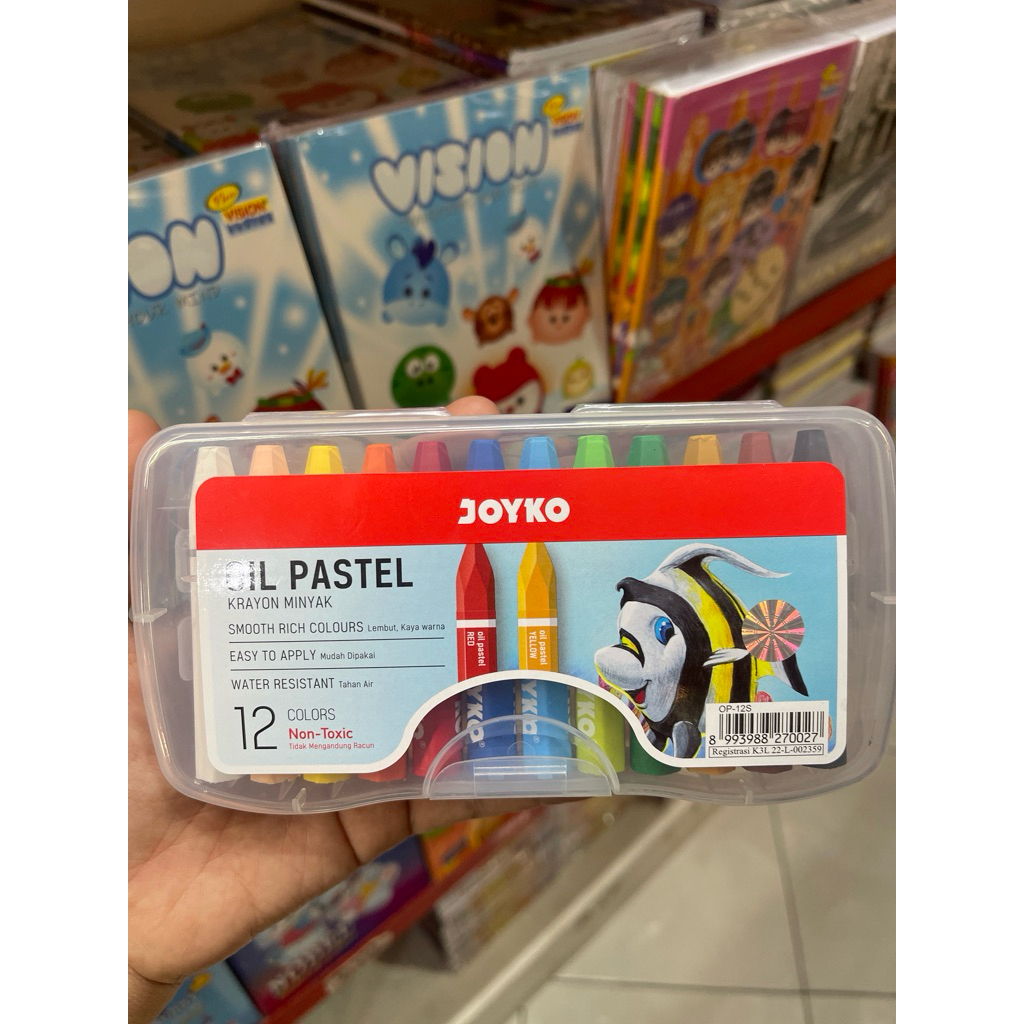 VISION
VISION
JOYKO
OIL PASTEL
KRAYON MINYAK
SMOOTH RICH COLOURS Lembut, Kaya warna
EASY TO APPLY Mudah Dipakai
WATER RESISTANT Tahan Air
12 COLORS
Non-Toxic
Tidak Mengandung Racun
oil pastel
RED
oil pastel
YELLOW
JOYKO
OP-12S
8 993988 270027
Registrasi K3L 22-L-002359